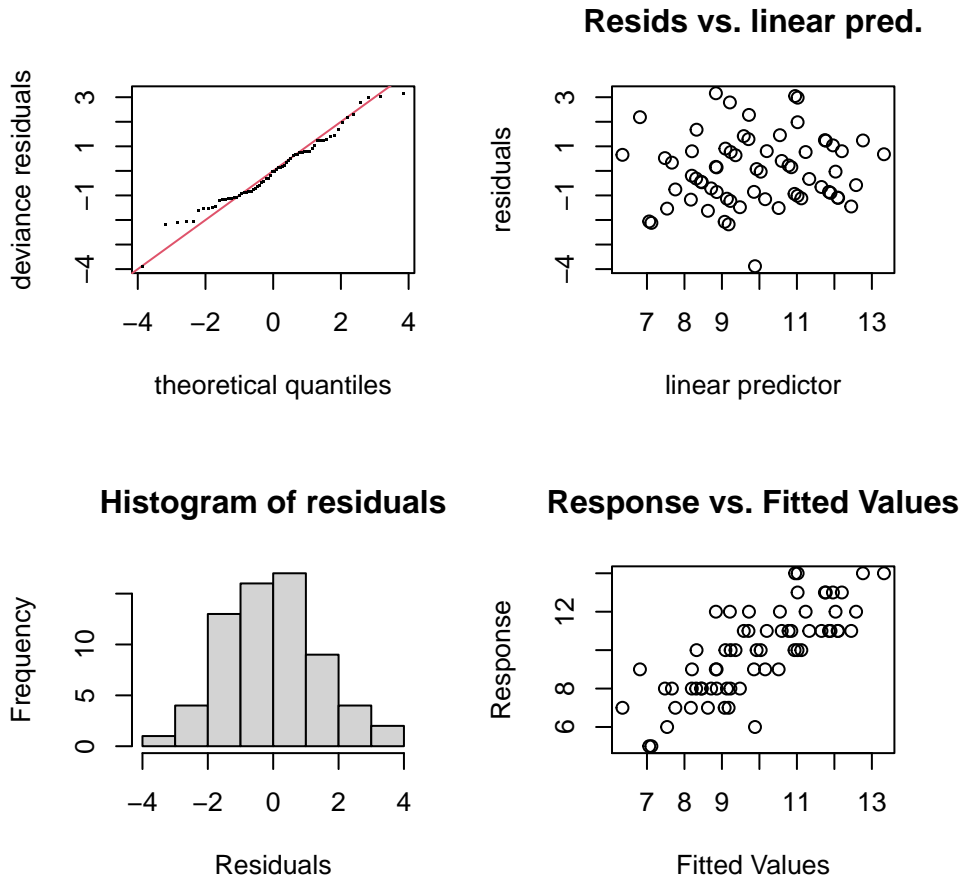 deviance residuals
3
1
−1
−4
−4 −2 0 2 4
theoretical quantiles
Resids vs. linear pred.
residuals
3
1
−1
−4
7 8 9 11 13
linear predictor
Histogram of residuals
Frequency
10
5
0
−4 −2 0 2 4
Residuals
Response vs. Fitted Values
Response
12
8
6
7 8 9 11 13
Fitted Values